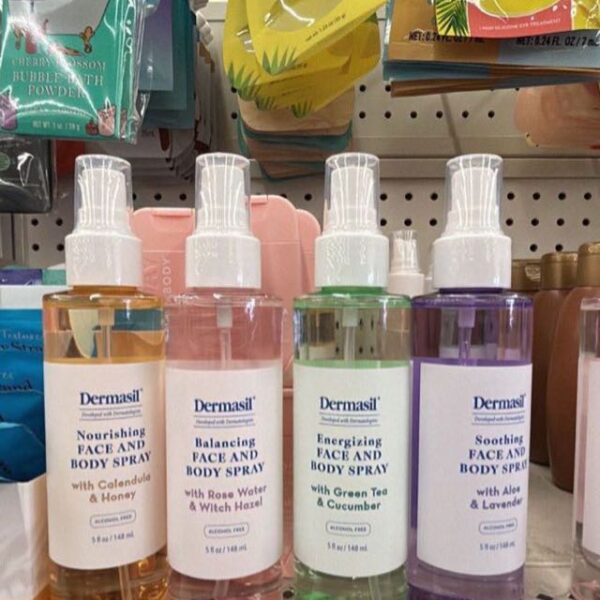 CHERRY BLOSSOM
BUBBLE BATH
POWDER
NET WT 1 oz / 28 g
NET: 0.24 FL OZ / 7 m
BODY
Dermasil
Developed with Dermatologists
Nourishing
FACE AND
BODY SPRAY
with Calendula
& Honey
ALCOHOL FREE
5 fl oz / 148 mL
Dermasil
Developed with Dermatologists
Balancing
FACE AND
BODY SPRAY
with Rose Water
& Witch Hazel
ALCOHOL FREE
5 fl oz / 148 mL
Dermasil
Developed with Dermatologists
Energizing
FACE AND
BODY SPRAY
with Green Tea
& Cucumber
ALCOHOL FREE
5 fl oz / 148 mL
Dermasil
Developed with Dermatologists
Soothing
FACE AND
BODY SPRAY
with Aloe
& Lavender
ALCOHOL FREE
5 fl oz / 148 mL